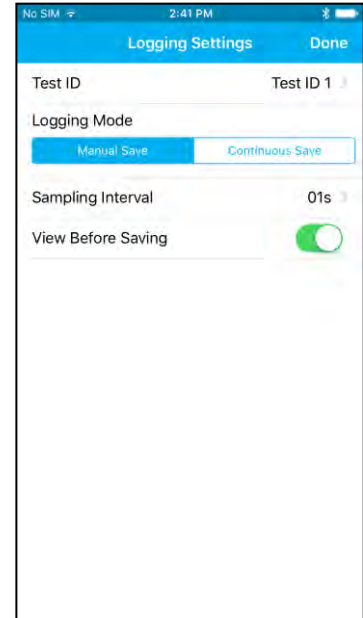 No SIM 2:41 PM
Logging Settings Done
Test ID Test ID 1
Logging Mode
Manual Save Continuous Save
Sampling Interval 01s
View Before Saving